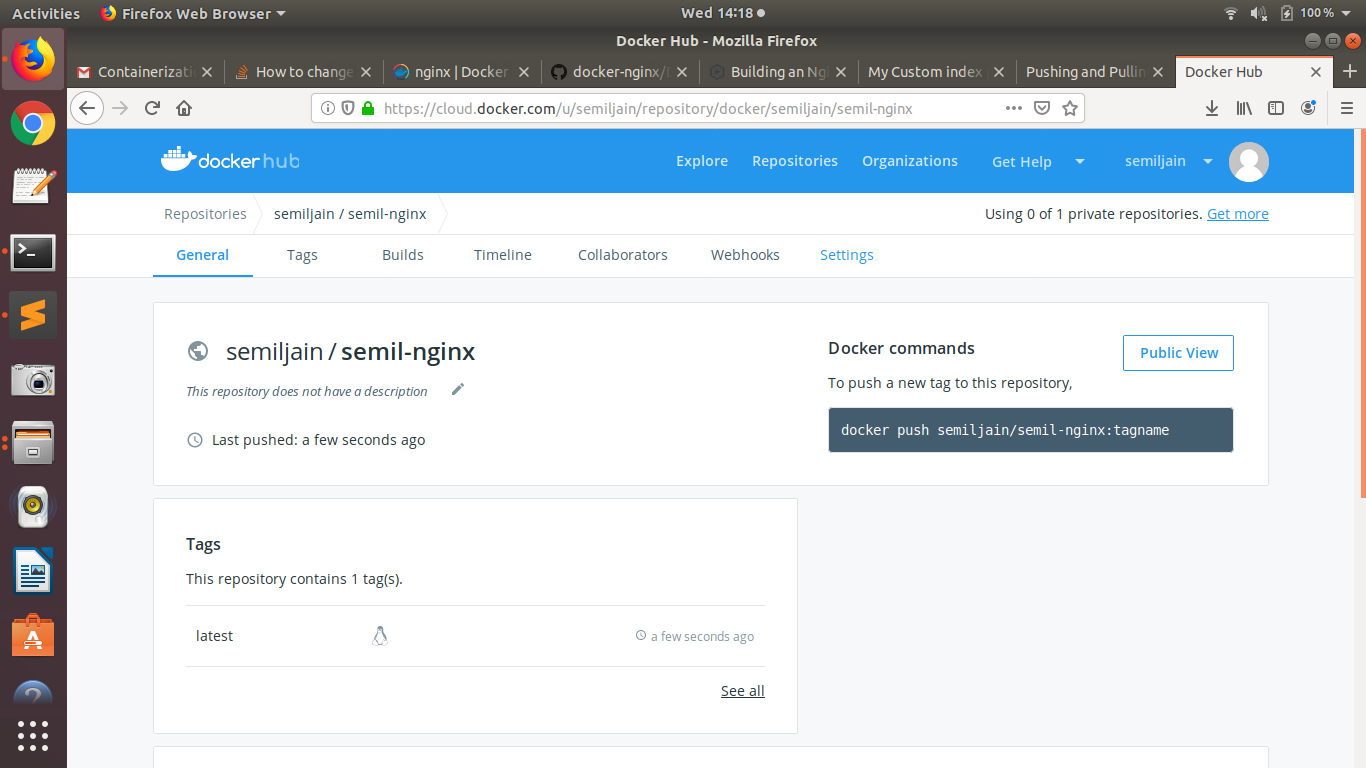 Activities Firefox Web Browser Wed 14:18 100 %
Docker Hub - Mozilla Firefox
Containerizati How to change nginx | Docker docker-nginx/D Building an Ngi My Custom index Pushing and Pullin Docker Hub
https://cloud.docker.com/u/semiljain/repository/docker/semiljain/semil-nginx
docker hub Explore Repositories Organizations Get Help semiljain
Repositories semiljain / semil-nginx Using 0 of 1 private repositories. Get more
General Tags Builds Timeline Collaborators Webhooks Settings
semiljain / semil-nginx
This repository does not have a description
Last pushed: a few seconds ago
Docker commands
Public View
To push a new tag to this repository,
docker push semiljain/semil-nginx:tagname
Tags
This repository contains 1 tag(s).
latest a few seconds ago
See all